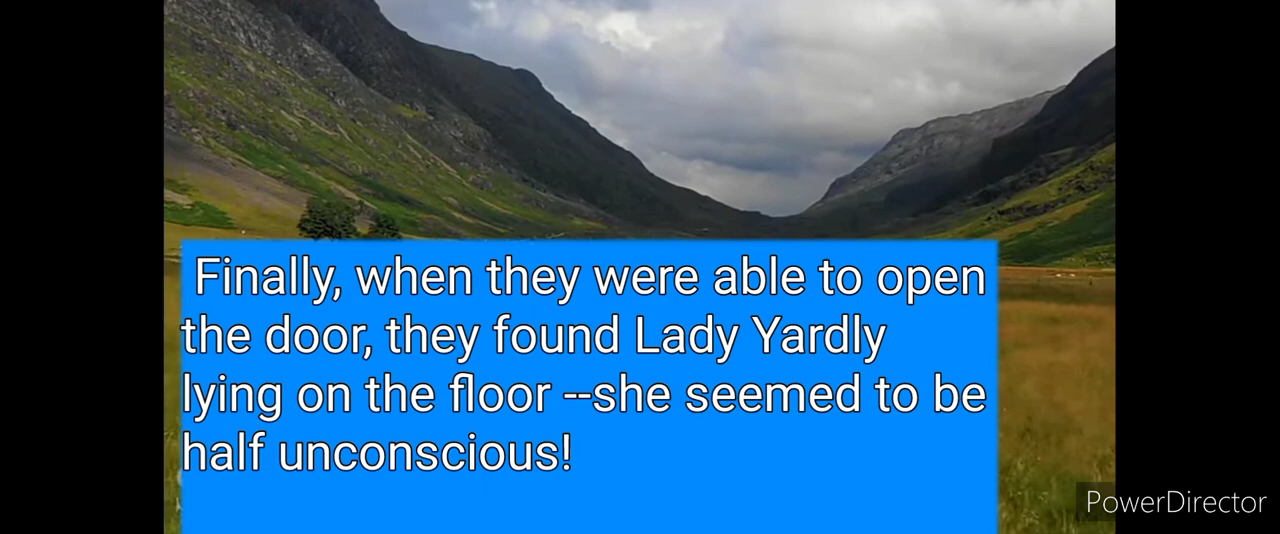 Finally, when they were able to open
the door, they found Lady Yardly
lying on the floor --she seemed to be
half unconscious!
PowerDirector